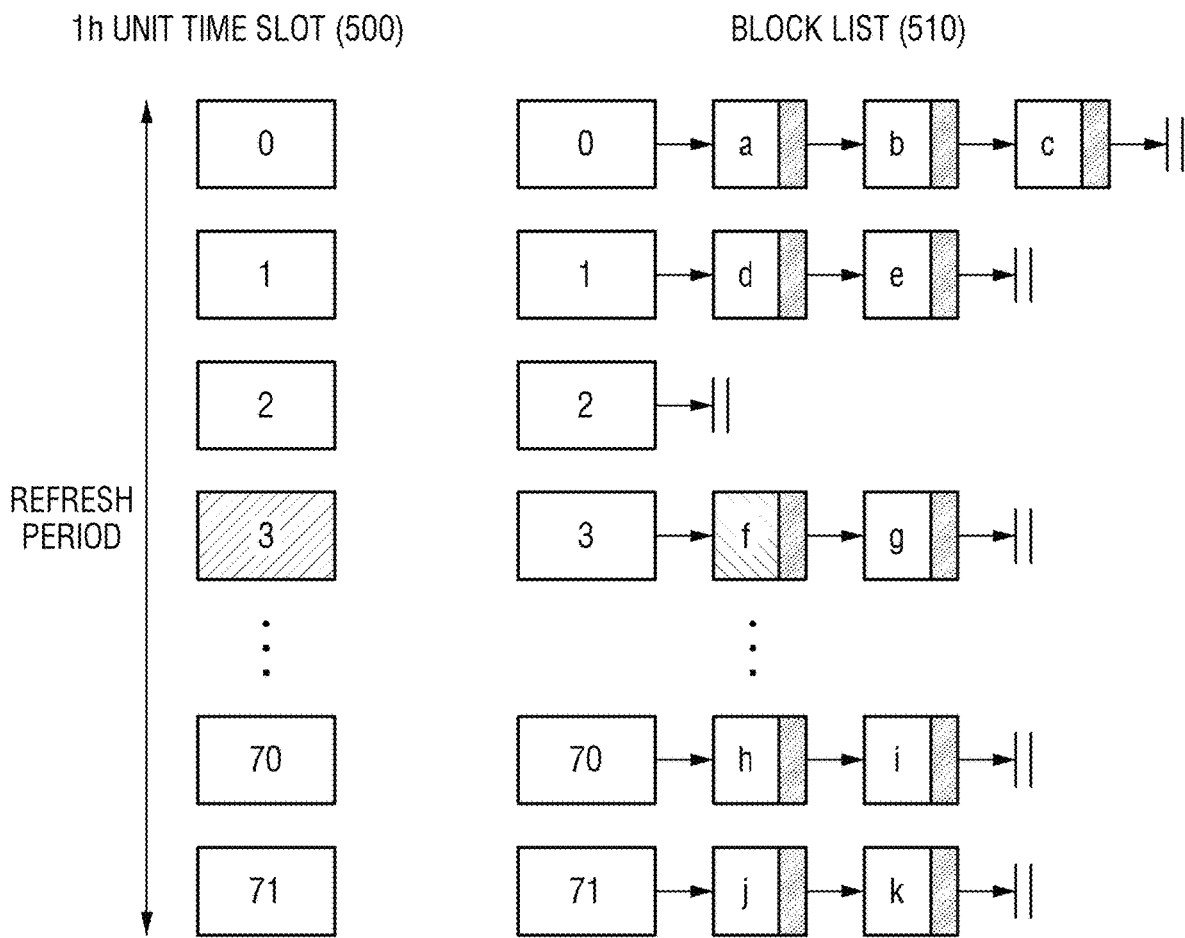 1h UNIT TIME SLOT (500)
BLOCK LIST (510)
0 0 a b c
1 1 d e
2 2
REFRESH
PERIOD
3 3 f g
70 70 h i
71 71 j k